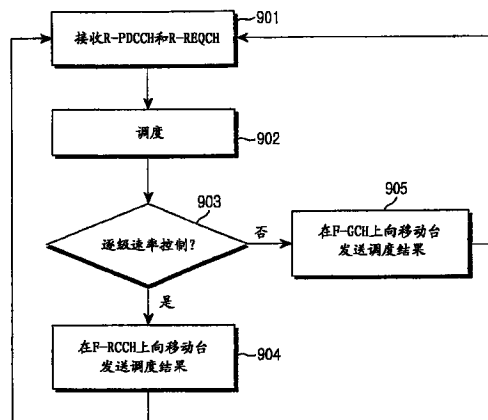 901
接收R-PDCCH和R-REQCH
调度
902
903
逐级速率控制?
否
905
在F-GCH上向移动台
发送调度结果
是
在F-RCCH上向移动台
发送调度结果
904